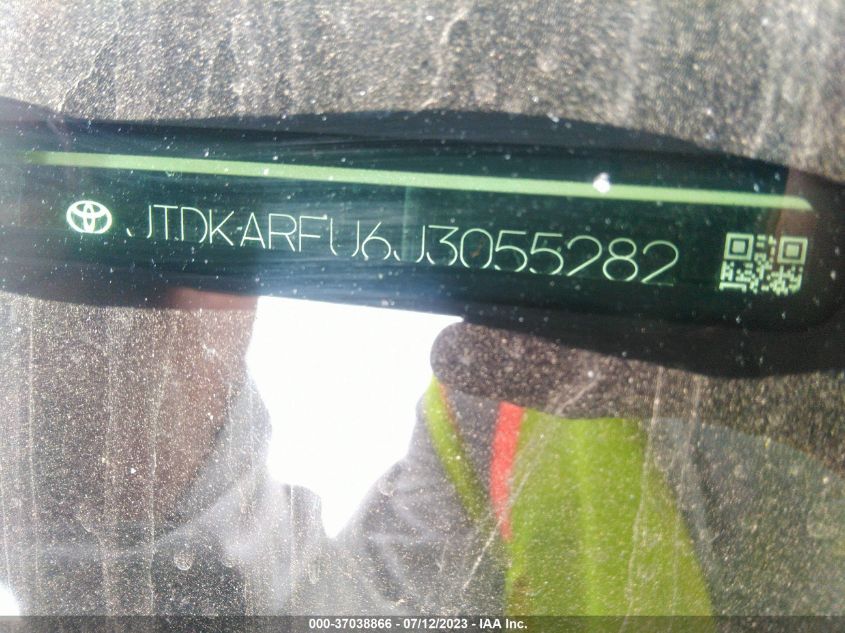 JTDKARFU6J3055282
000-37038866 - 07/12/2023 - IAA Inc.